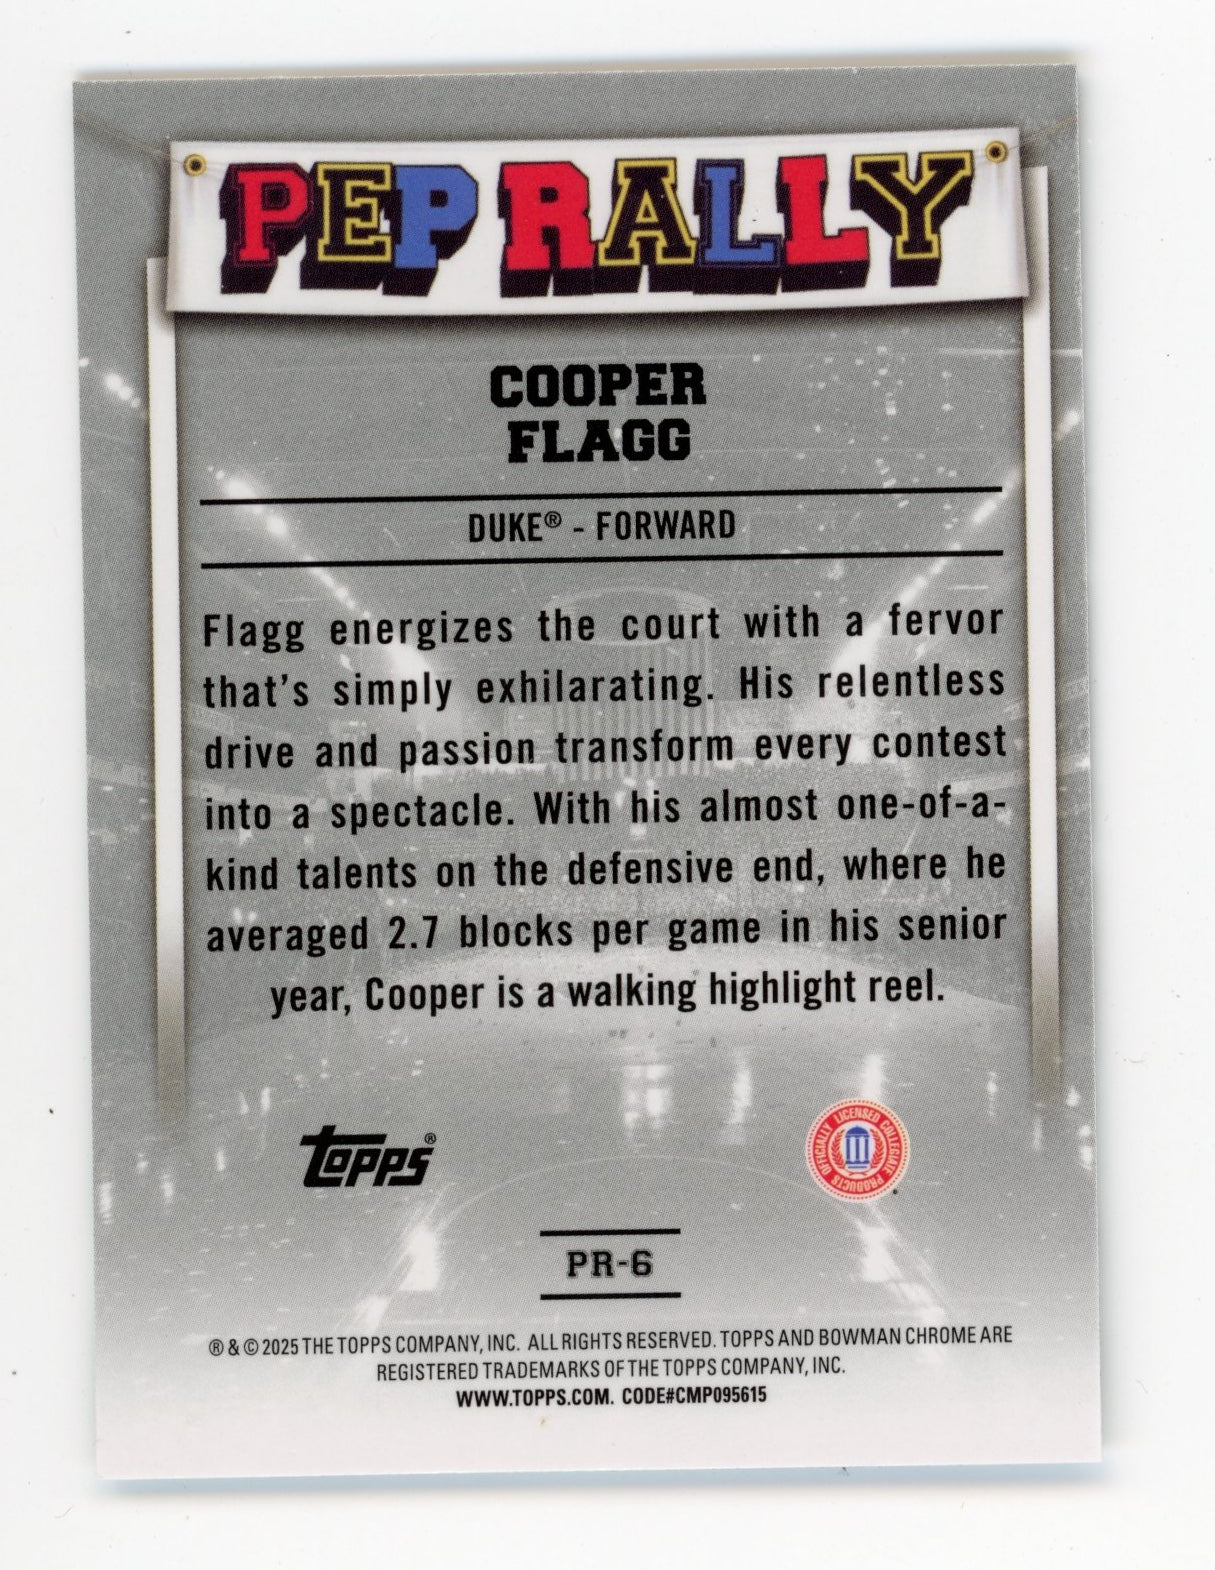 PEP RALLY
COOPER
FLAGG
DUKE® - FORWARD
Flagg energizes the court with a fervor
that's simply exhilarating. His relentless
drive and passion transform every contest
into a spectacle. With his almost one-of-a-
kind talents on the defensive end, where he
averaged 2.7 blocks per game in his senior
year, Cooper is a walking highlight reel.
Topps®
OFFICIALLY LICENSED COLLEGIATE PRODUCTS
PR-6
® & © 2025 THE TOPPS COMPANY, INC. ALL RIGHTS RESERVED. TOPPS AND BOWMAN CHROME ARE
REGISTERED TRADEMARKS OF THE TOPPS COMPANY, INC.
WWW.TOPPS.COM. CODE#CMP095615